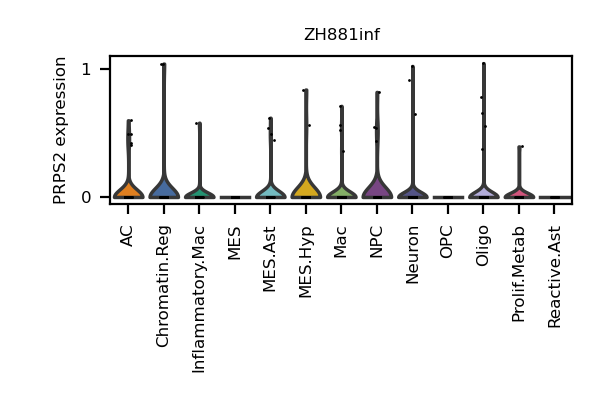 ZH881inf
PRPS2 expression
1
0
AC
Chromatin.Reg
Inflammatory.Mac
MES
MES.Ast
MES.Hyp
Mac
NPC
Neuron
OPC
Oligo
Prolif.Metab
Reactive.Ast